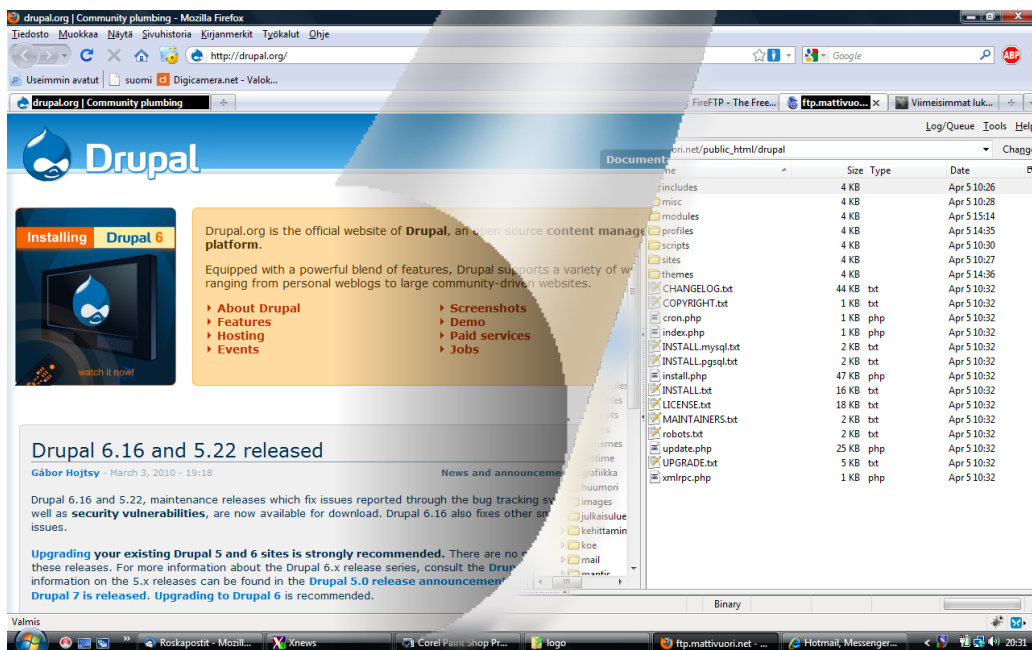 drupal.org | Community plumbing - Mozilla Firefox
Tiedosto Muokkaa Näytä Sivuhistoria Kirjanmerkit Työkalut Ohje
http://drupal.org/
Google
ABP
Useimmin avatut suomi Digicamera.net - Valok...
drupal.org | Community plumbing
FireFTP - The Free... ftp.mattivuo... Viimeisimmat luk...
Log/Queue Tools Help
Drupal
Document
uori.net/public_html/drupal
Size Type Date
includes 4 KB Apr 5 10:26
misc 4 KB Apr 5 10:28
modules 4 KB Apr 5 15:14
profiles 4 KB Apr 5 14:35
scripts 4 KB Apr 5 10:30
sites 4 KB Apr 5 10:27
themes 4 KB Apr 5 14:36
CHANGELOG.txt 44 KB txt Apr 5 10:32
COPYRIGHT.txt 1 KB txt Apr 5 10:32
cron.php 1 KB php Apr 5 10:32
index.php 1 KB php Apr 5 10:32
INSTALL.mysql.txt 2 KB txt Apr 5 10:32
INSTALL.pgsql.txt 2 KB txt Apr 5 10:32
install.php 47 KB php Apr 5 10:32
INSTALL.txt 16 KB txt Apr 5 10:32
LICENSE.txt 18 KB txt Apr 5 10:32
MAINTAINERS.txt 2 KB txt Apr 5 10:32
robots.txt 2 KB txt Apr 5 10:32
update.php 25 KB php Apr 5 10:32
UPGRADE.txt 5 KB txt Apr 5 10:32
xmlrpc.php 1 KB php Apr 5 10:32
Installing Drupal 6
watch it now!
Drupal.org is the official website of Drupal, an open source content manage
platform.
Equipped with a powerful blend of features, Drupal supports a variety of w
ranging from personal weblogs to large community-driven websites.
About Drupal Screenshots
Features Demo
Hosting Paid services
Events Jobs
Drupal 6.16 and 5.22 released
Gábor Hojtsy - March 3, 2010 - 19:18 News and announceme
Drupal 6.16 and 5.22, maintenance releases which fix issues reported through the bug tracking sy
well as security vulnerabilities, are now available for download. Drupal 6.16 also fixes other sm
issues.
Upgrading your existing Drupal 5 and 6 sites is strongly recommended. There are no
these releases. For more information about the Drupal 6.x release series, consult the Dru
information on the 5.x releases can be found in the Drupal 5.0 release announcement
Drupal 7 is released. Upgrading to Drupal 6 is recommended.
grafiikka
huumori
images
julkaisulue
kehittamin
koe
mail
mantis
Binary
Valmis
Roskapostit - Mozill... Xnews Corel Paint Shop Pr... logo ftp.mattivuori.net - ... Hotmail, Messenger... 20:31